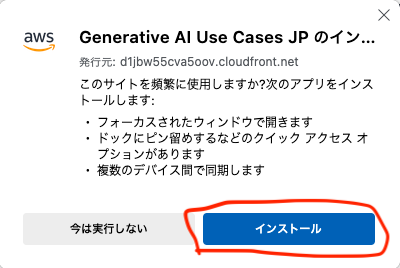 aws
Generative AI Use Cases JP のイン...
発行元: d1jbw55cva5oov.cloudfront.net
このサイトを頻繁に使用しますか?次のアプリをインス
トールします:
・ フォーカスされたウィンドウで開きます
・ ドックにピン留めするなどのクイック アクセス オ
プションがあります
・ 複数のデバイス間で同期します
今は実行しない
インストール